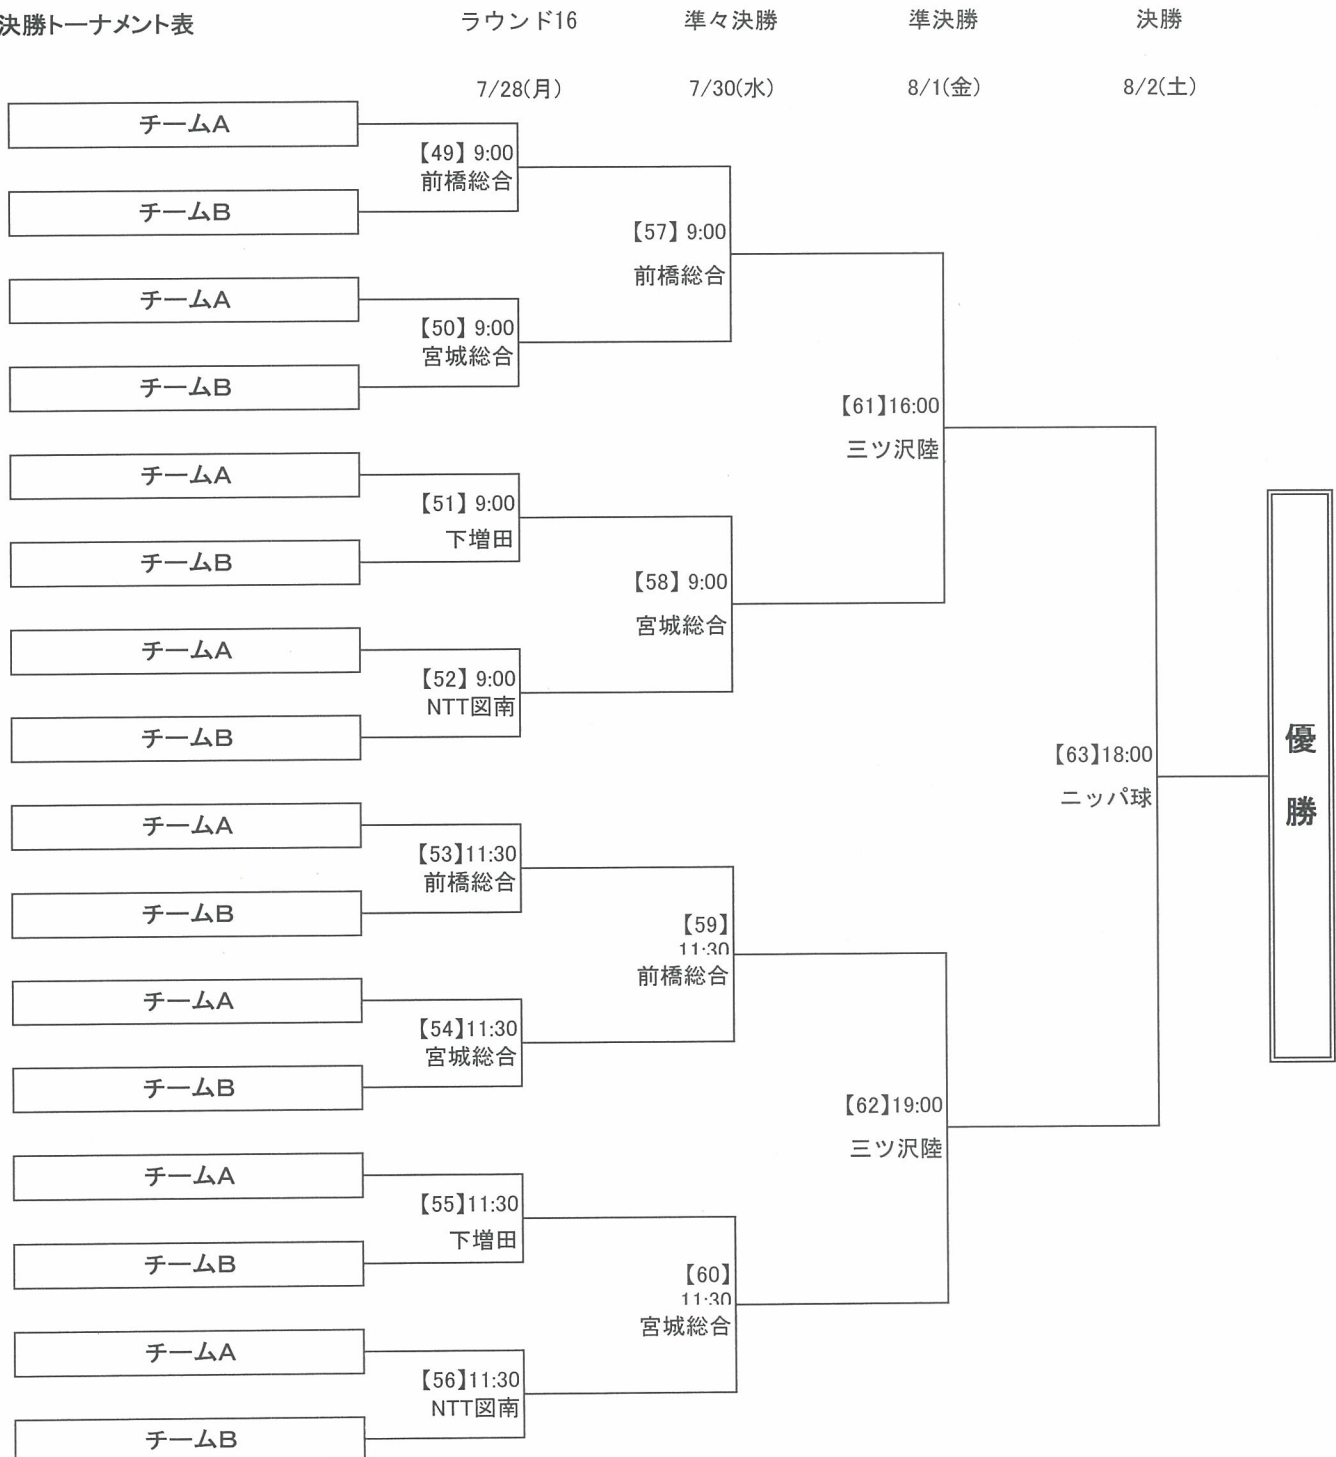 決勝トーナメント表
ラウンド16
準々決勝
準決勝
決勝
7/28(月)
7/30(水)
8/1(金)
8/2(土)
チームA
【49】 9:00
前橋総合
チームB
【57】 9:00
前橋総合
チームA
【50】 9:00
宮城総合
チームB
【61】16:00
三ツ沢陸
チームA
【51】 9:00
下増田
チームB
【58】 9:00
宮城総合
チームA
【52】 9:00
NTT図南
チームB
【63】18:00
ニッパ球
優
勝
チームA
【53】11:30
前橋総合
チームB
【59】
11:30
前橋総合
チームA
【54】11:30
宮城総合
チームB
【62】19:00
三ツ沢陸
チームA
【55】11:30
下増田
チームB
【60】
11:30
宮城総合
チームA
【56】11:30
NTT図南
チームB